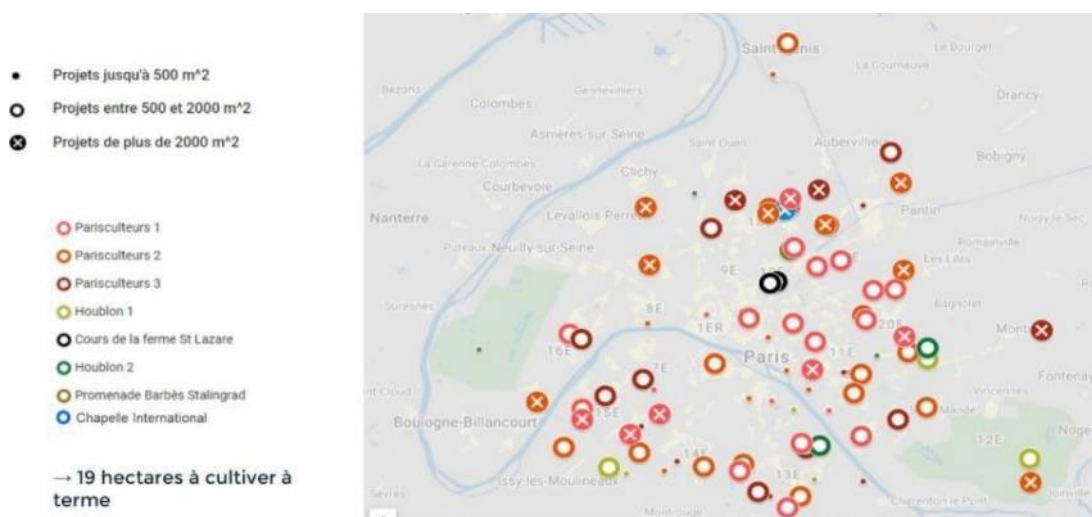 Projets jusqu'à 500 m^2
Projets entre 500 et 2000 m^2
Projets de plus de 2000 m^2
Parisculteurs 1
Parisculteurs 2
Parisculteurs 3
Houblon 1
Cours de la ferme St Lazare
Houblon 2
Promenade Barbès Stalingrad
Chapelle International
→ 19 hectares à cultiver à
terme
Le Bourget
La Courneuve
Bezons
Gennevilliers
Colombes
Drancy
Asnières-sur-Seine
Saint Ouen
Aubervilliers
Bobigny
La Garenne Colombes
Clichy
Courbevoie
Nanterre
Levallois-Perret
Pantin
Noisy-le-Sec
Puteaux
Neuilly-sur-Seine
Romainville
9E
Les Lilas
Suresnes
8E
Bagnolet
1ER
20E
16E
11E
7E
Paris
Vincennes
Fontenay
15E
Boulogne-Billancourt
12E
14E
13E
Issy-les-Moulineaux
Sèvres
Montrouge
Charenton-le-Pont
Joinville